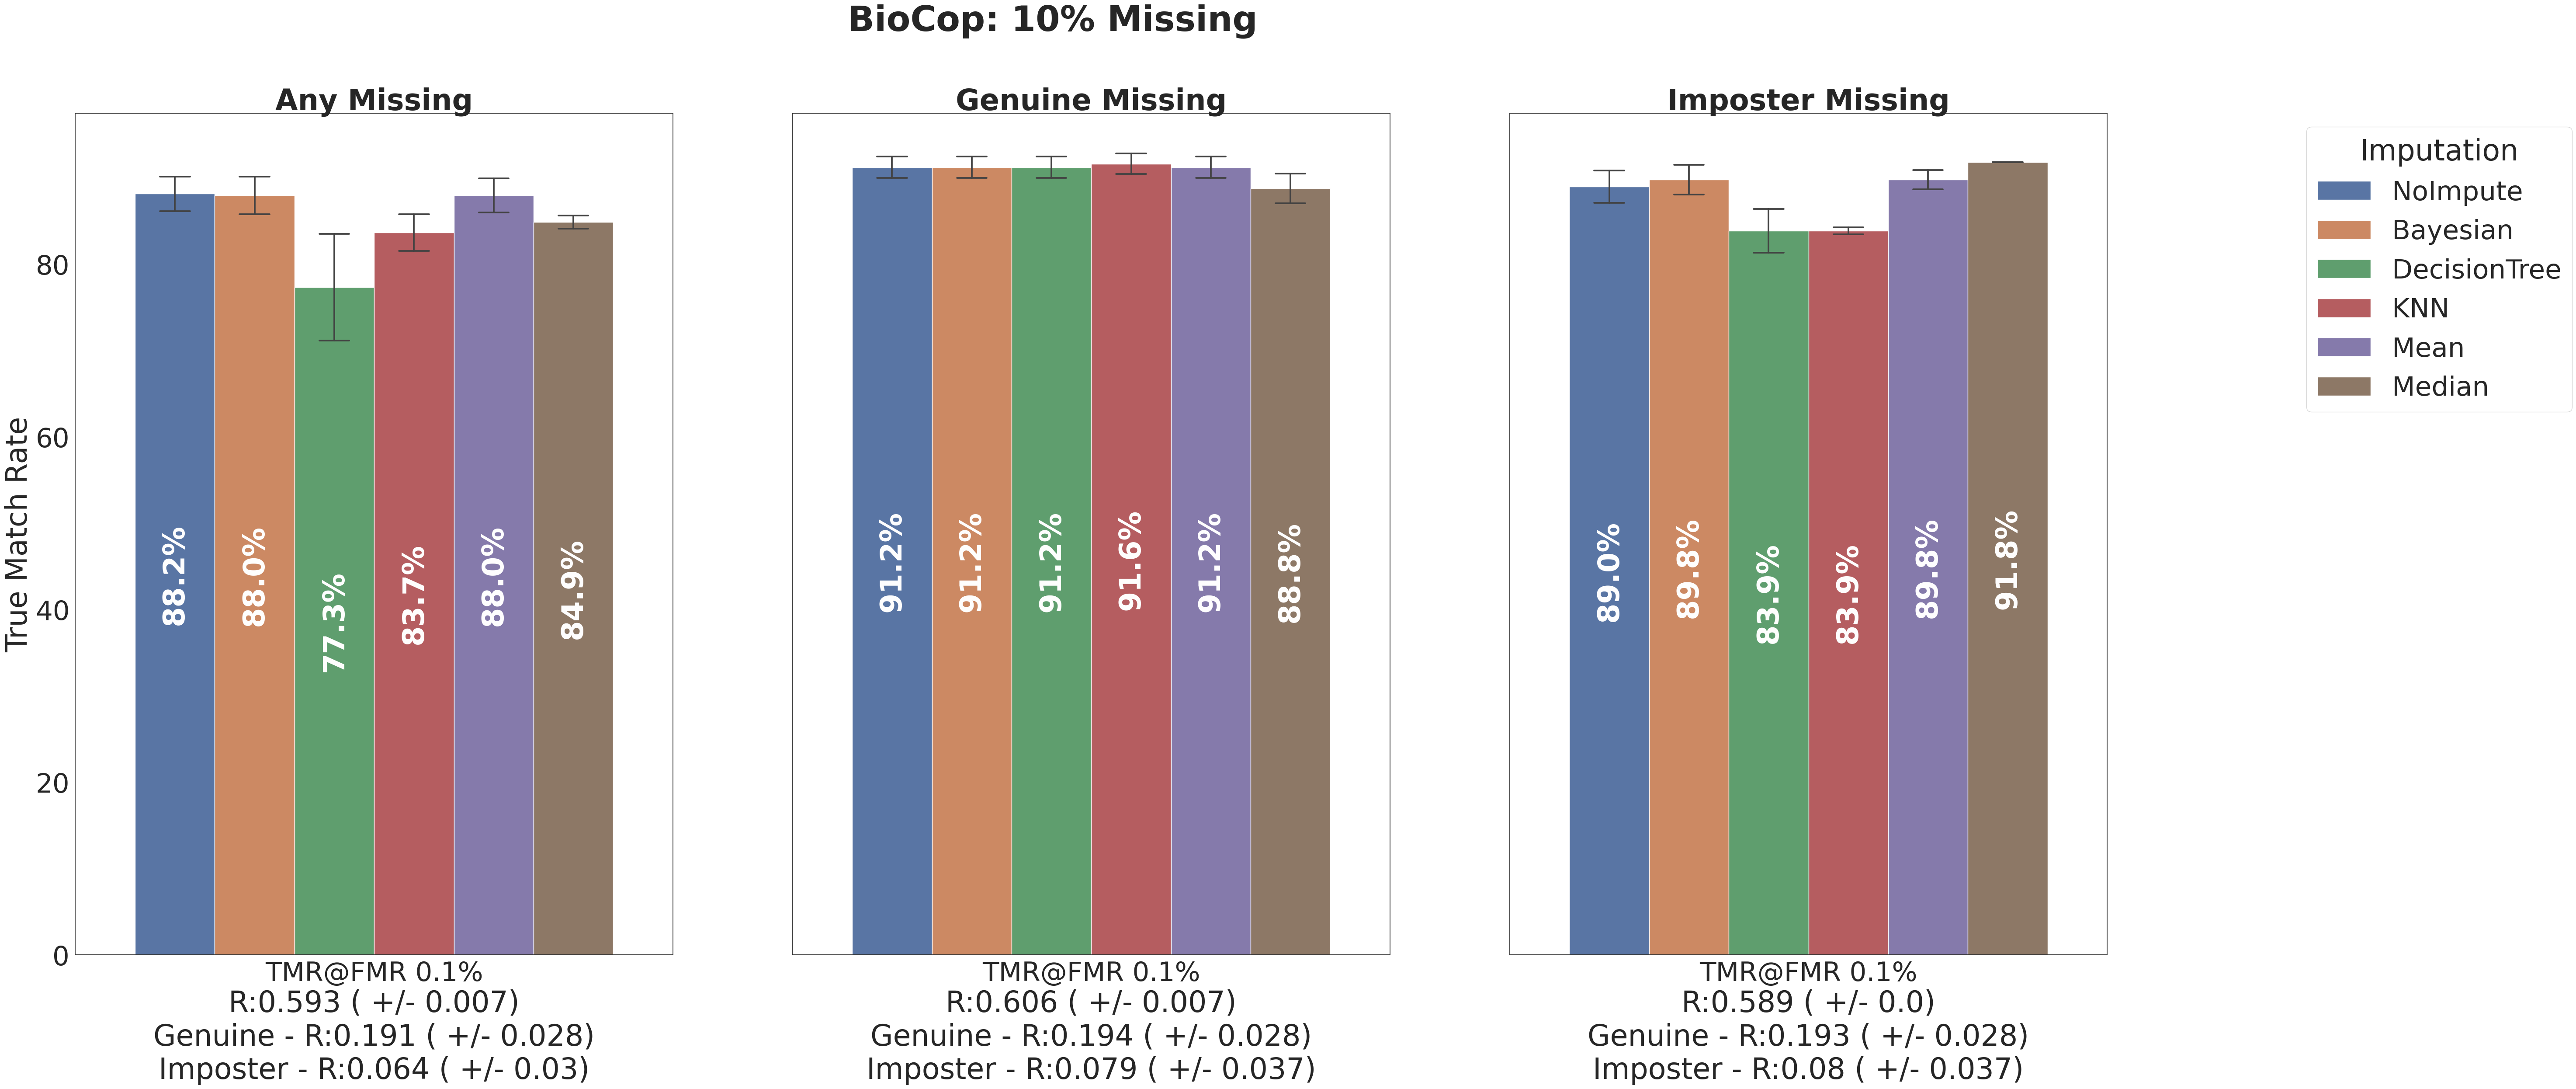 BioCop: 10% Missing
Any Missing
Genuine Missing
Imposter Missing
True Match Rate
80
60
40
20
0
88.2%
88.0%
77.3%
83.7%
88.0%
84.9%
91.2%
91.2%
91.2%
91.6%
91.2%
88.8%
89.0%
89.8%
83.9%
83.9%
89.8%
91.8%
TMR@FMR 0.1%
R:0.593 ( +/- 0.007)
Genuine - R:0.191 ( +/- 0.028)
Imposter - R:0.064 ( +/- 0.03)
TMR@FMR 0.1%
R:0.606 ( +/- 0.007)
Genuine - R:0.194 ( +/- 0.028)
Imposter - R:0.079 ( +/- 0.037)
TMR@FMR 0.1%
R:0.589 ( +/- 0.0)
Genuine - R:0.193 ( +/- 0.028)
Imposter - R:0.08 ( +/- 0.037)
Imputation
NoImpute
Bayesian
DecisionTree
KNN
Mean
Median